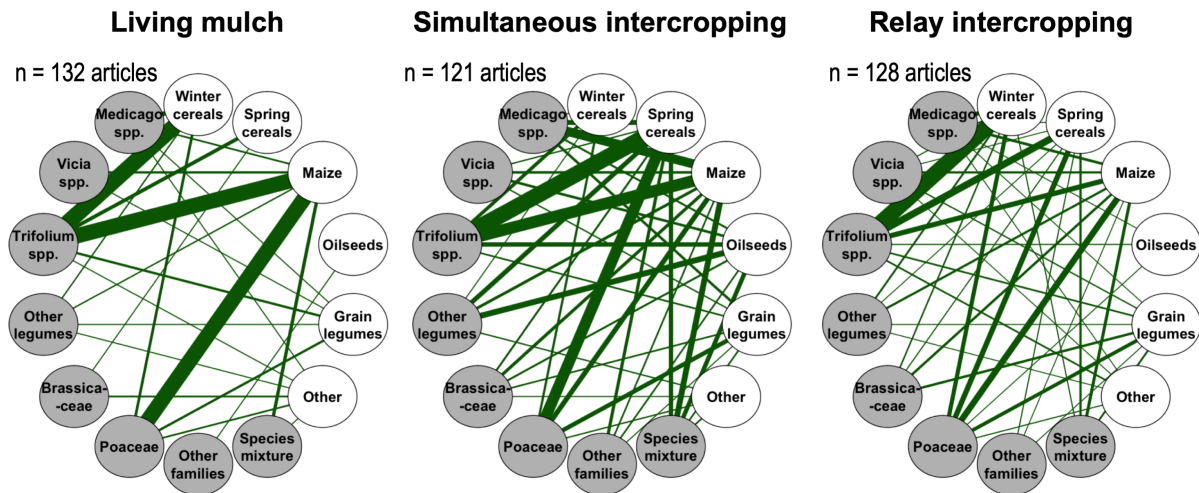 Living mulch
n = 132 articles
Winter
cereals
Spring
cereals
Maize
Oilseeds
Grain
legumes
Other
Species
mixture
Other
families
Poaceae
Brassica-
-ceae
Other
legumes
Trifolium
spp.
Vicia
spp.
Medicago
spp.
Simultaneous intercropping
n = 121 articles
Winter
cereals
Spring
cereals
Maize
Oilseeds
Grain
legumes
Other
Species
mixture
Other
families
Poaceae
Brassica-
-ceae
Other
legumes
Trifolium
spp.
Vicia
spp.
Medicago
spp.
Relay intercropping
n = 128 articles
Winter
cereals
Spring
cereals
Maize
Oilseeds
Grain
legumes
Other
Species
mixture
Other
families
Poaceae
Brassica-
-ceae
Other
legumes
Trifolium
spp.
Vicia
spp.
Medicago
spp.